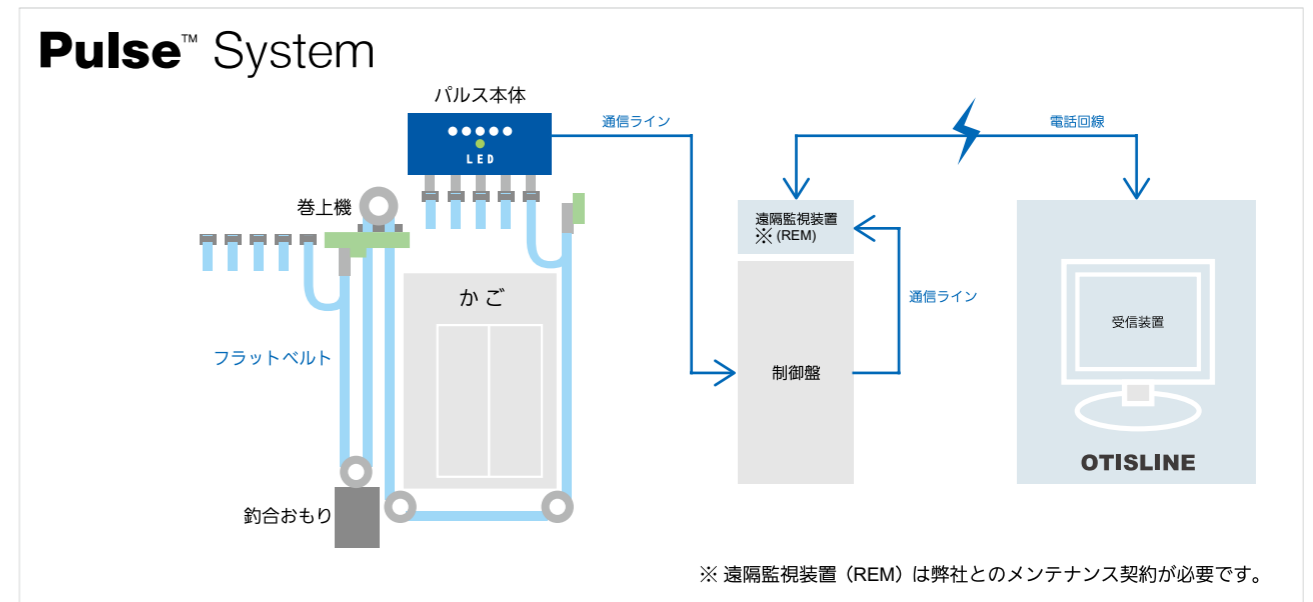 Pulse™ System
パルス本体
通信ライン
電話回線
LED
巻上機
遠隔監視装置
※ (REM)
かご
通信ライン
受信装置
フラットベルト
制御盤
OTISLINE
釣合おもり
※ 遠隔監視装置（REM）は弊社とのメンテナンス契約が必要です。